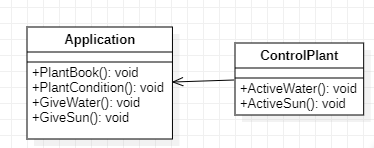 Application
+PlantBook(): void
+PlantCondition(): void
+GiveWater(): void
+GiveSun(): void
ControlPlant
+ActiveWater(): void
+ActiveSun(): void